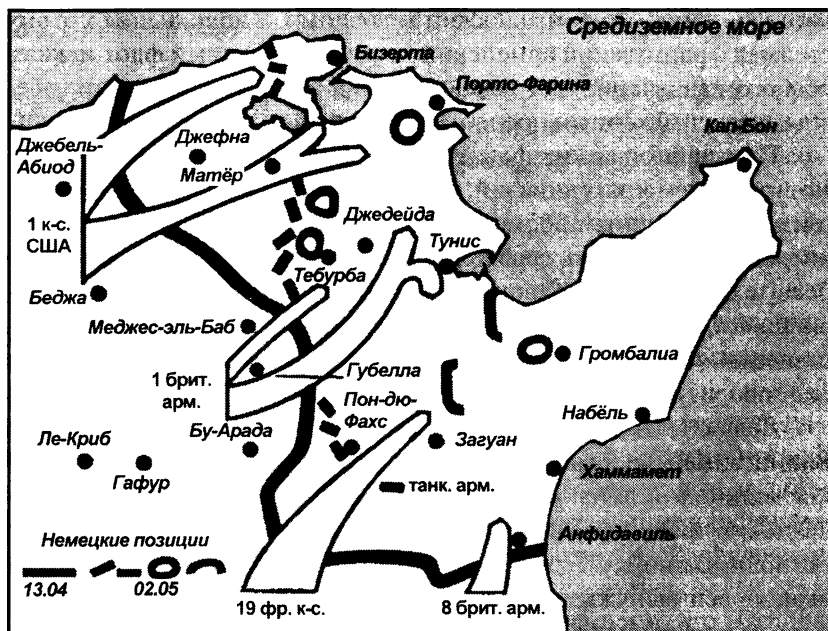 Средиземное море
Бизерта
Порто-Фарина
Кап-Бон
Джебель-
Абиод
Джефна
Матёр
1 к-с.
США
Джедейда
Тунис
Тебурба
Беджа
Меджес-эль-Баб
Громбалиа
Губелла
1 брит.
арм.
Пон-дю-
Фахс
Набёль
Бу-Арада
Ле-Криб
Загуан
Гафур
Хаммамет
танк. арм.
Немецкие позиции
Анфидавиль
13.04
02.05
19 фр. к-с.
8 брит. арм.